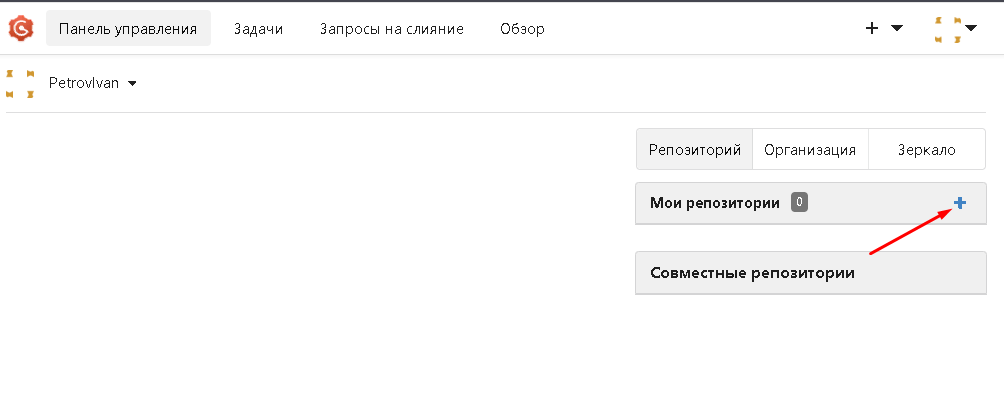 Панель управления Задачи Запросы на слияние Обзор
PetrovIvan
Репозиторий Организация Зеркало
Мои репозитории 0
Совместные репозитории